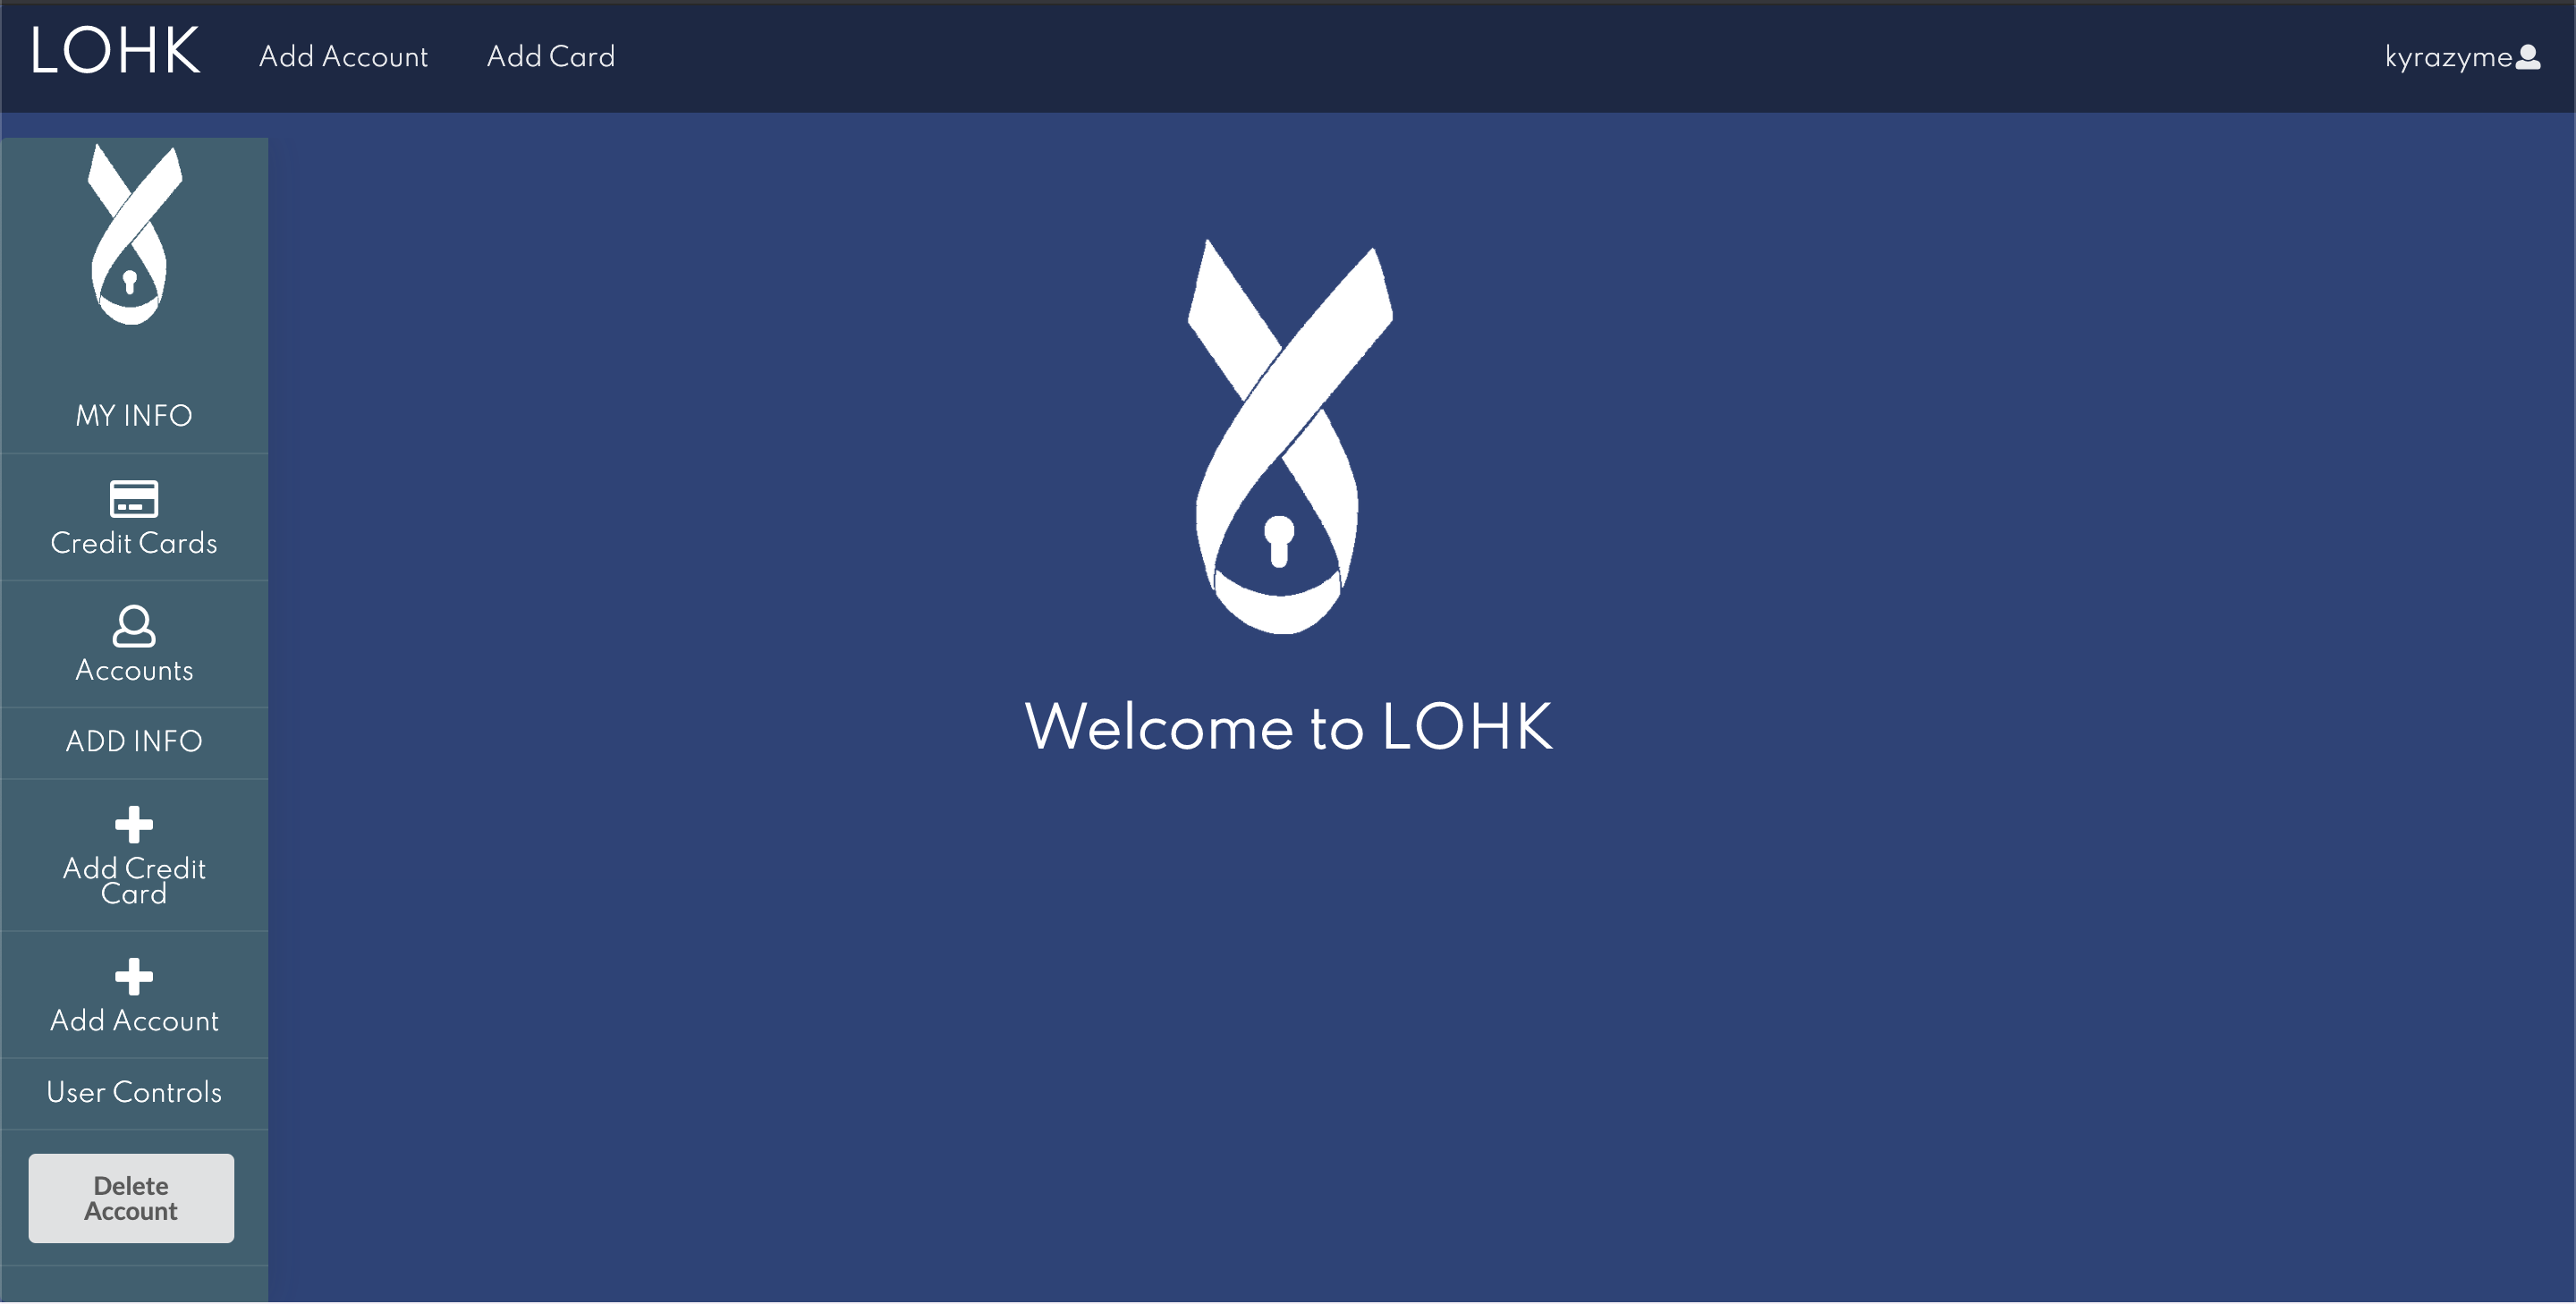 LOHK
Add Account
Add Card
kyrazyme
MY INFO
Credit Cards
Accounts
ADD INFO
Add Credit
Card
Add Account
User Controls
Delete
Account
Welcome to LOHK